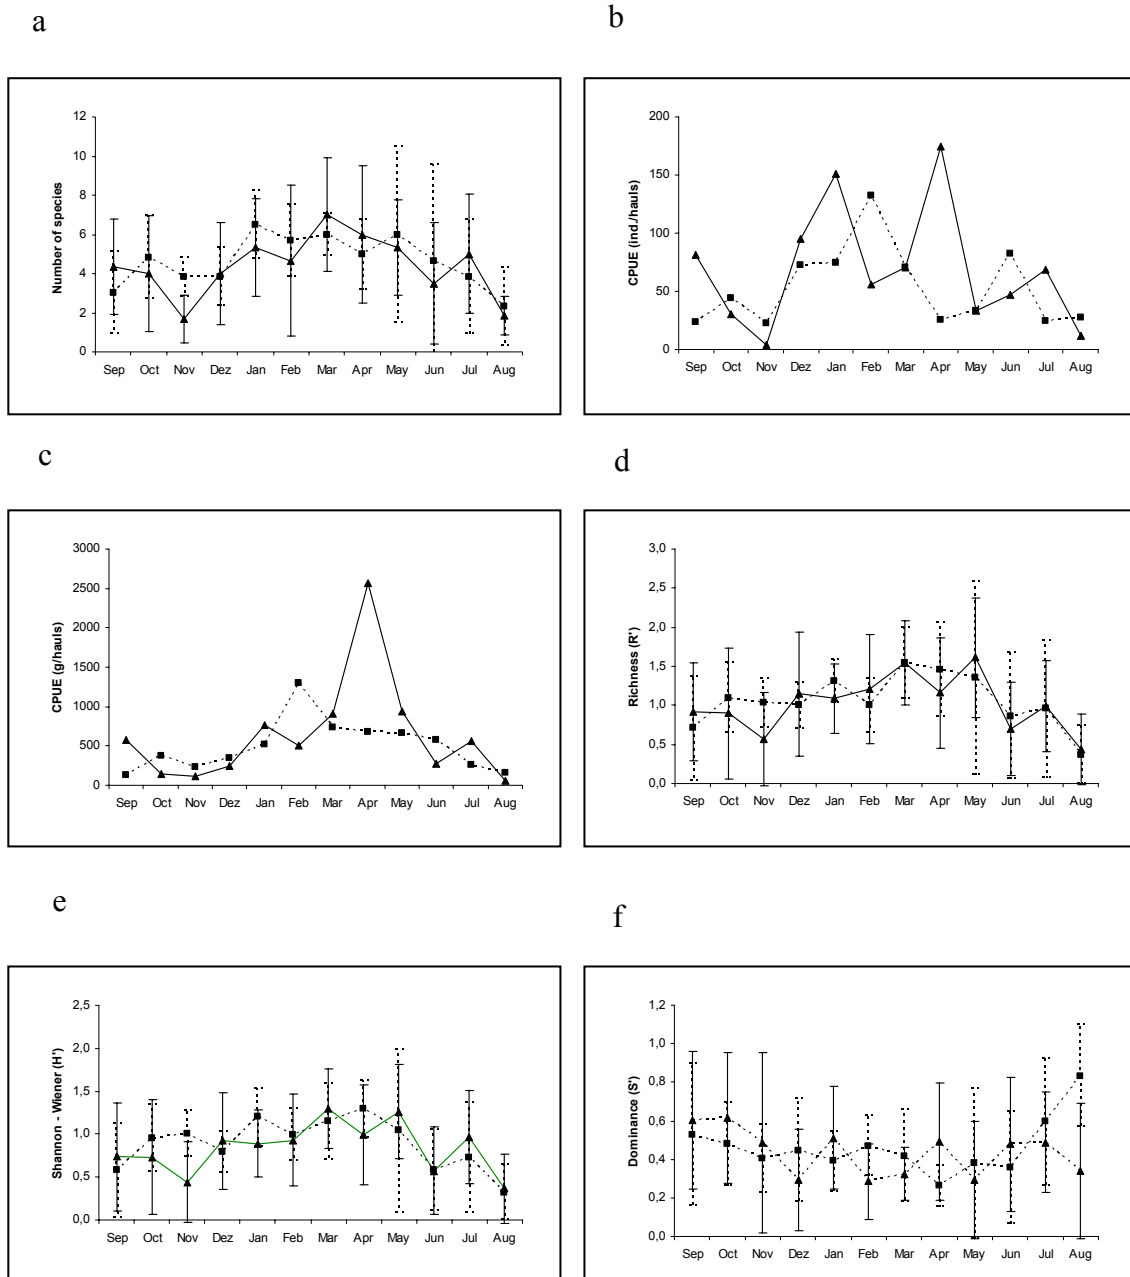 a
b
12
10
8
6
4
2
0
Number of species
Sep Oct Nov Dez Jan Feb Mar Apr May Jun Jul Aug
200
150
100
50
0
CPUE (ind./hauls)
Sep Oct Nov Dez Jan Feb Mar Apr May Jun Jul Aug
c
d
3000
2500
2000
1500
1000
500
0
CPUE (g/hauls)
Sep Oct Nov Dez Jan Feb Mar Apr May Jun Jul Aug
3,0
2,5
2,0
1,5
1,0
0,5
0,0
Richness (R')
Sep Oct Nov Dez Jan Feb Mar Apr May Jun Jul Aug
e
f
2,5
2,0
1,5
1,0
0,5
0,0
Shannon - Wiener (H')
Sep Oct Nov Dez Jan Feb Mar Apr May Jun Jul Aug
1,2
1,0
0,8
0,6
0,4
0,2
0,0
Dominance (S')
Sep Oct Nov Dez Jan Feb Mar Apr May Jun Jul Aug